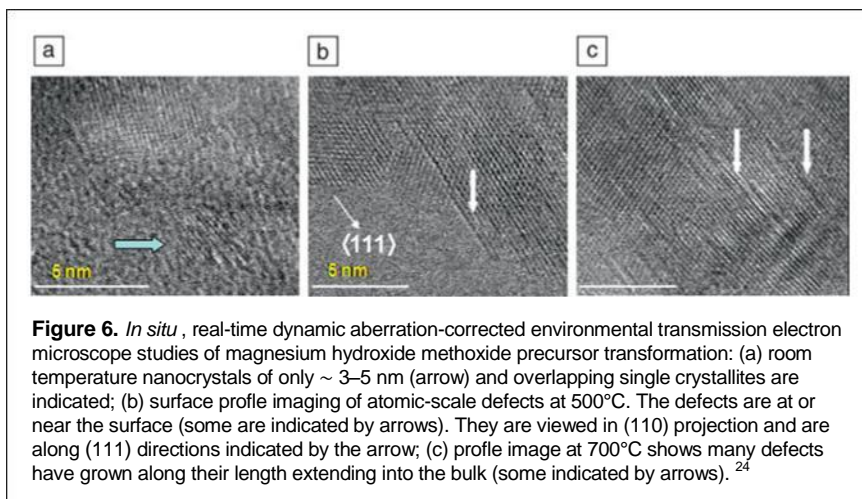 a
b
c
5 nm
⟨111⟩
5 nm
Figure 6. In situ , real-time dynamic aberration-corrected environmental transmission electron
microscope studies of magnesium hydroxide methoxide precursor transformation: (a) room
temperature nanocrystals of only ~ 3–5 nm (arrow) and overlapping single crystallites are
indicated; (b) surface profle imaging of atomic-scale defects at 500°C. The defects are at or
near the surface (some are indicated by arrows). They are viewed in (110) projection and are
along (111) directions indicated by the arrow; (c) profle image at 700°C shows many defects
have grown along their length extending into the bulk (some indicated by arrows). 24